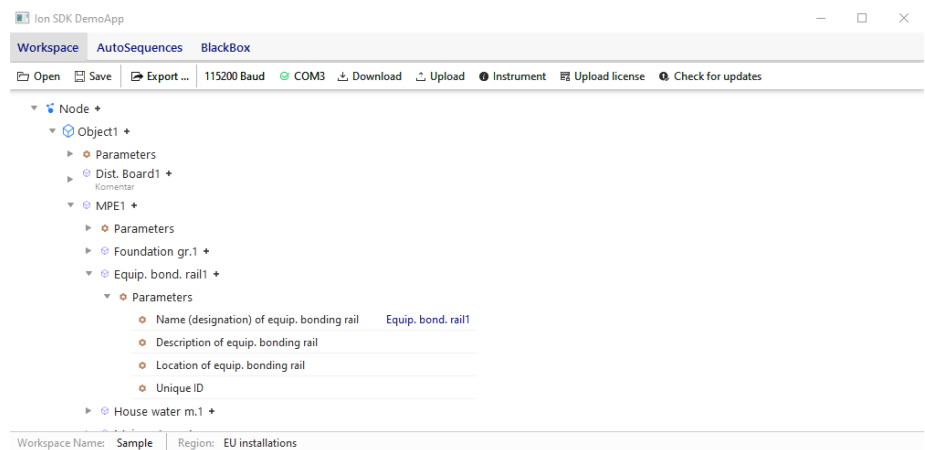 Ion SDK DemoApp
Workspace AutoSequences BlackBox
Open Save Export ... 115200 Baud COM3 Download Upload Instrument Upload license Check for updates
Node +
Object1 +
Parameters
Dist. Board1 +
Komentar
MPE1 +
Parameters
Foundation gr.1 +
Equip. bond. rail1 +
Parameters
Name (designation) of equip. bonding rail Equip. bond. rail1
Description of equip. bonding rail
Location of equip. bonding rail
Unique ID
House water m.1 +
Workspace Name: Sample Region: EU installations